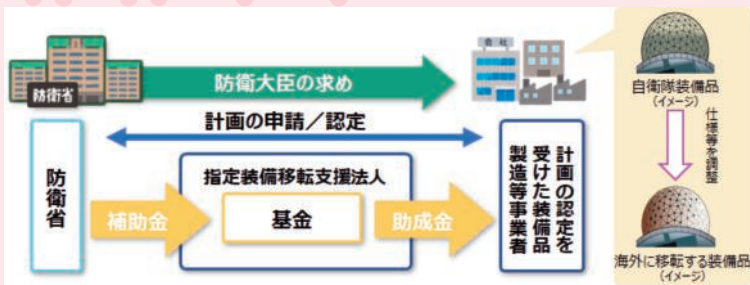 防衛省
会社
防衛大臣の求め
計画の申請／認定
防衛省
補助金
指定装備移転支援法人
基金
助成金
計画の認定を
受けた装備品
製造等事業者
自衛隊装備品
（イメージ）
仕様等を調整
海外に移転する装備品
（イメージ）